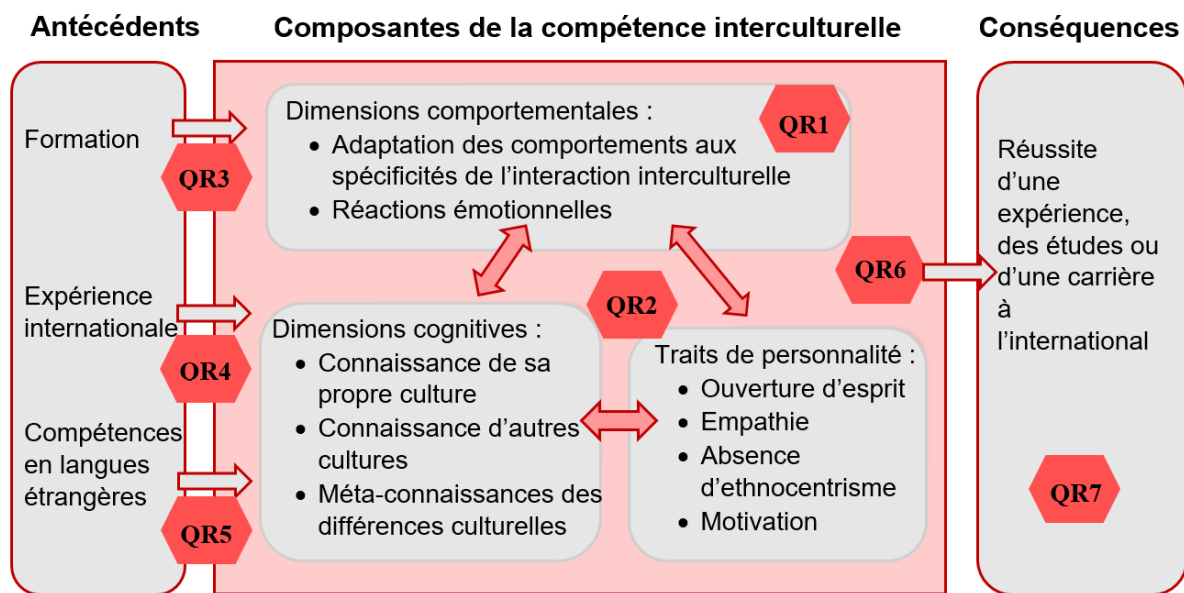 Antécédents
Composantes de la compétence interculturelle
Conséquences
Formation
QR3
Expérience
internationale
QR4
Compétences
en langues
étrangères
QR5
Dimensions comportementales :
QR1
• Adaptation des comportements aux
spécificités de l’interaction interculturelle
• Réactions émotionnelles
QR6
QR2
Dimensions cognitives :
• Connaissance de sa
propre culture
• Connaissance d’autres
cultures
• Méta-connaissances des
différences culturelles
Traits de personnalité :
• Ouverture d’esprit
• Empathie
• Absence
d’ethnocentrisme
• Motivation
Réussite
d’une
expérience,
des études ou
d’une carrière
à
l’international
QR7